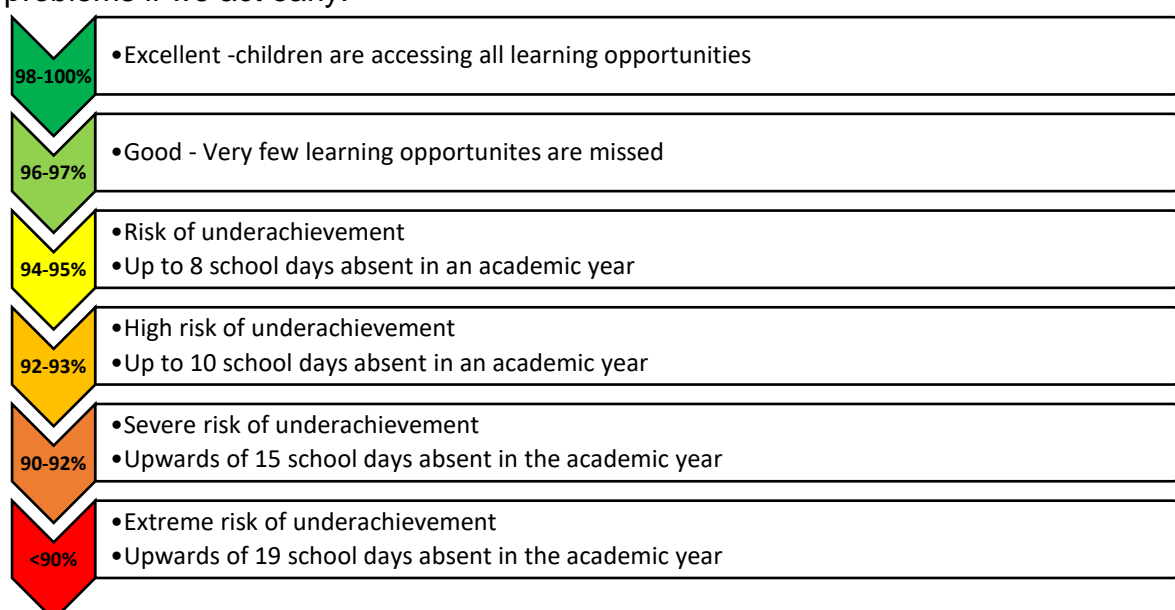 problems if we act early.
98-100%
•Excellent -children are accessing all learning opportunities
96-97%
•Good - Very few learning opportunites are missed
94-95%
•Risk of underachievement
•Up to 8 school days absent in an academic year
92-93%
•High risk of underachievement
•Up to 10 school days absent in an academic year
90-92%
•Severe risk of underachievement
•Upwards of 15 school days absent in the academic year
<90%
•Extreme risk of underachievement
•Upwards of 19 school days absent in the academic year